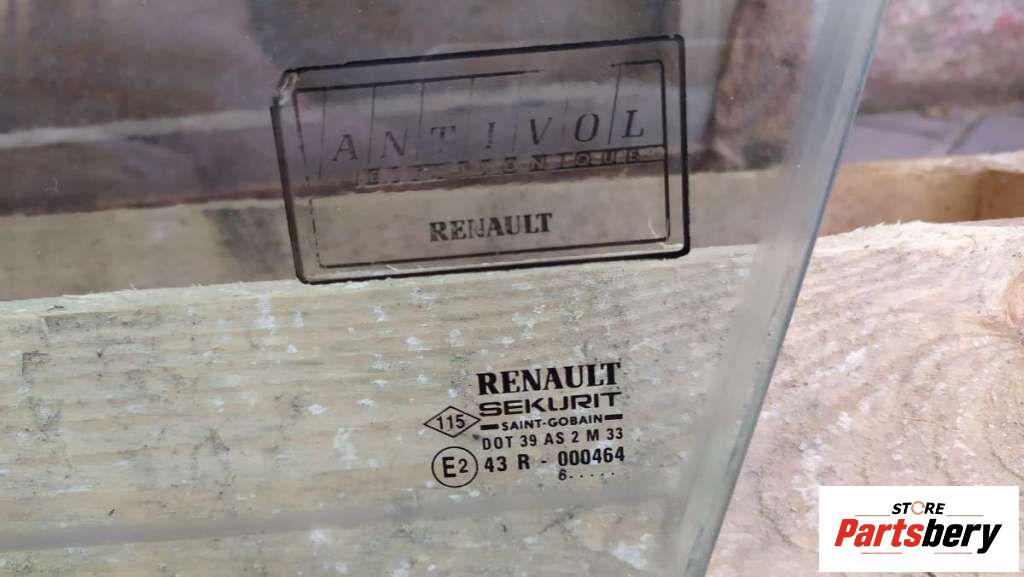 ANTIVOL
RENAULT
RENAULT
SEKURIT
SAINT-GOBAIN
115
DOT 39 AS 2 M 33
E2 43 R - 000464
6.....
STORE
Partsbery